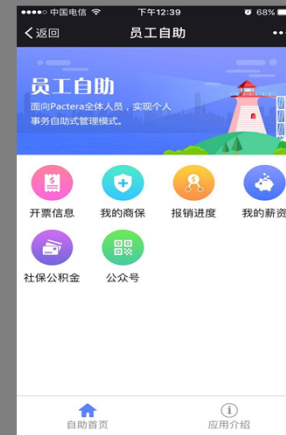 中国电信 下午12:39 68%
返回 员工自助
员工自助
面向Pactera全体人员，实现个人
事务自助式管理模式。
开票信息 我的商保 报销进度 我的薪资
社保公积金 公众号
自助首页 应用介绍